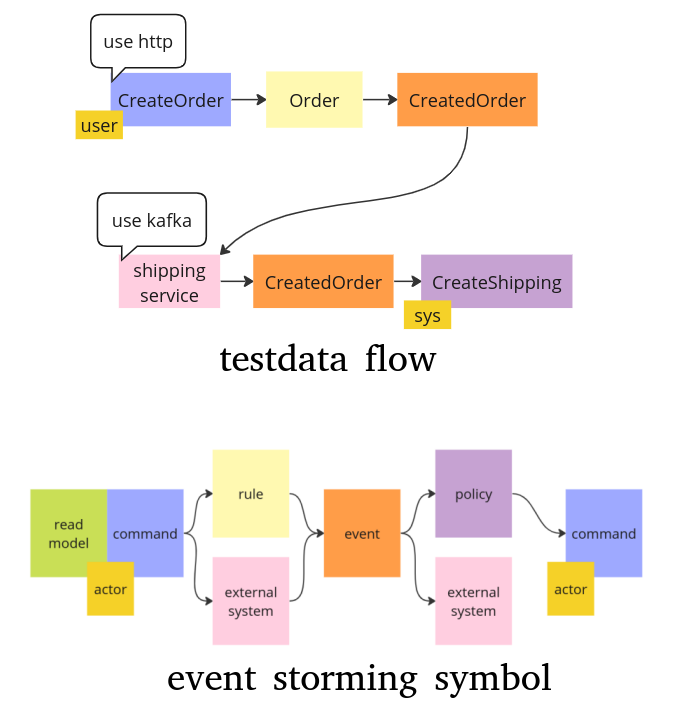 use http
CreateOrder
Order
CreatedOrder
user
use kafka
shipping
service
CreatedOrder
CreateShipping
sys
testdata flow
rule
policy
read
model
command
event
command
actor
external
system
external
system
actor
event storming symbol